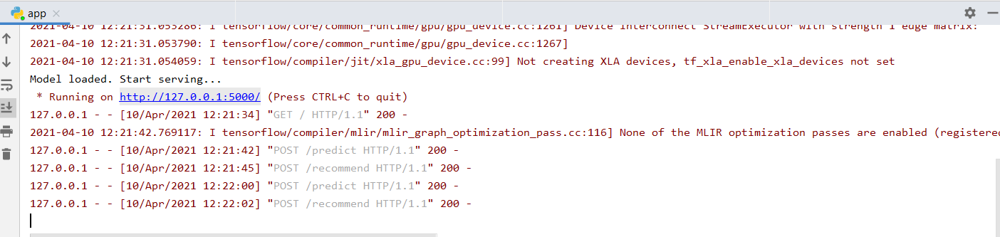 app
2021-04-10 12:21:31.053286: I tensorflow/core/common_runtime/gpu/gpu_device.cc:1261] Device interconnect StreamExecutor with strength 1 edge matrix:
2021-04-10 12:21:31.053790: I tensorflow/core/common_runtime/gpu/gpu_device.cc:1267]
2021-04-10 12:21:31.054059: I tensorflow/compiler/jit/xla_gpu_device.cc:99] Not creating XLA devices, tf_xla_enable_xla_devices not set
Model loaded. Start serving...
* Running on http://127.0.0.1:5000/ (Press CTRL+C to quit)
127.0.0.1 - - [10/Apr/2021 12:21:34] "GET / HTTP/1.1" 200 -
2021-04-10 12:21:42.769117: I tensorflow/compiler/mlir/mlir_graph_optimization_pass.cc:116] None of the MLIR optimization passes are enabled (registered
127.0.0.1 - - [10/Apr/2021 12:21:42] "POST /predict HTTP/1.1" 200 -
127.0.0.1 - - [10/Apr/2021 12:21:45] "POST /recommend HTTP/1.1" 200 -
127.0.0.1 - - [10/Apr/2021 12:22:00] "POST /predict HTTP/1.1" 200 -
127.0.0.1 - - [10/Apr/2021 12:22:02] "POST /recommend HTTP/1.1" 200 -